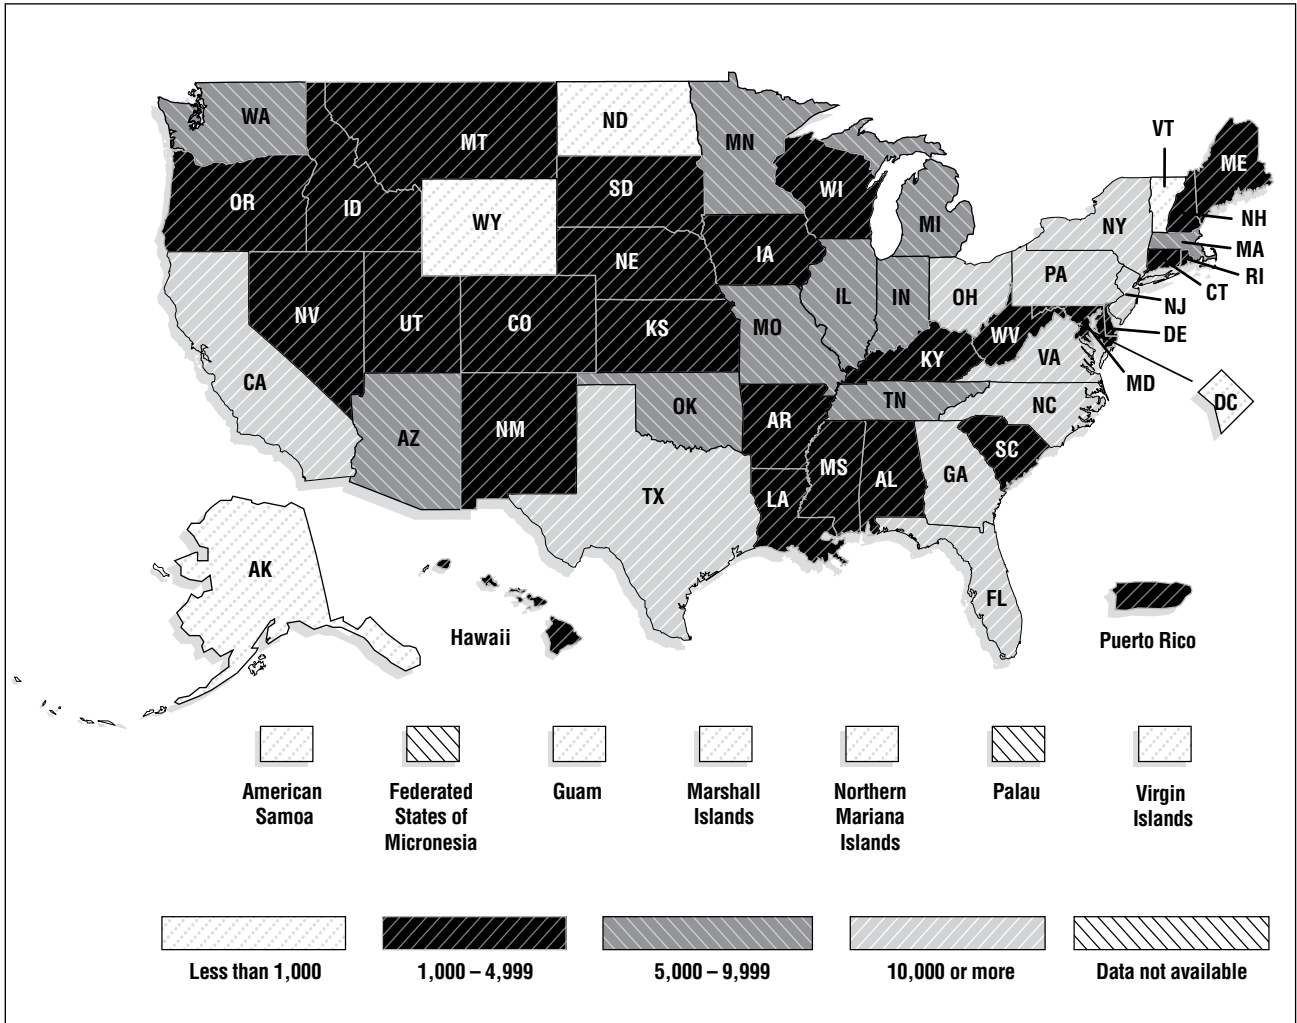 WA
MT
ND
MN
VT
ME
OR
ID
WY
SD
WI
MI
NY
NH
MA
RI
CT
NE
IA
PA
NJ
DE
NV
UT
CO
KS
MO
IL
IN
OH
WV
VA
MD
DC
KY
CA
AZ
NM
OK
AR
TN
NC
SC
TX
LA
MS
AL
GA
FL
AK
Hawaii
Puerto Rico
American
Samoa
Federated
States of
Micronesia
Guam
Marshall
Islands
Northern
Mariana
Islands
Palau
Virgin
Islands
Less than 1,000
1,000 – 4,999
5,000 – 9,999
10,000 or more
Data not available